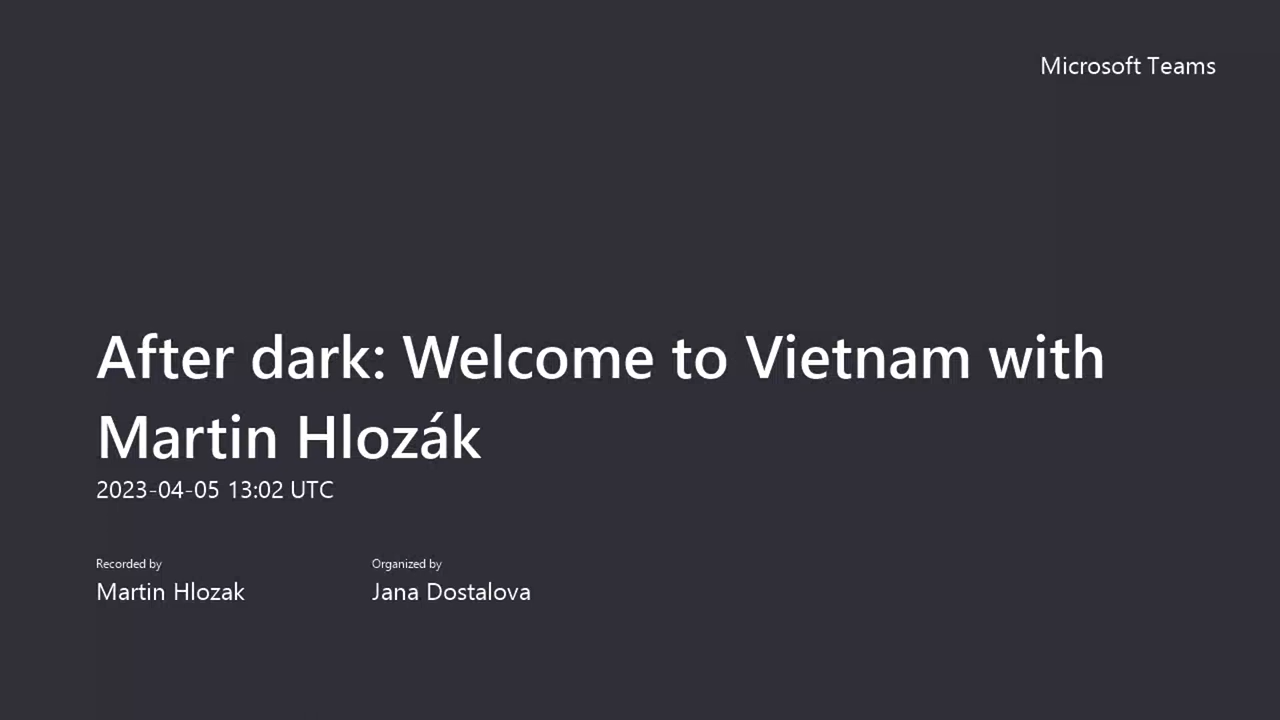 Microsoft Teams
After dark: Welcome to Vietnam with
Martin Hlozák
2023-04-05 13:02 UTC
Recorded by
Martin Hlozak
Organized by
Jana Dostalova